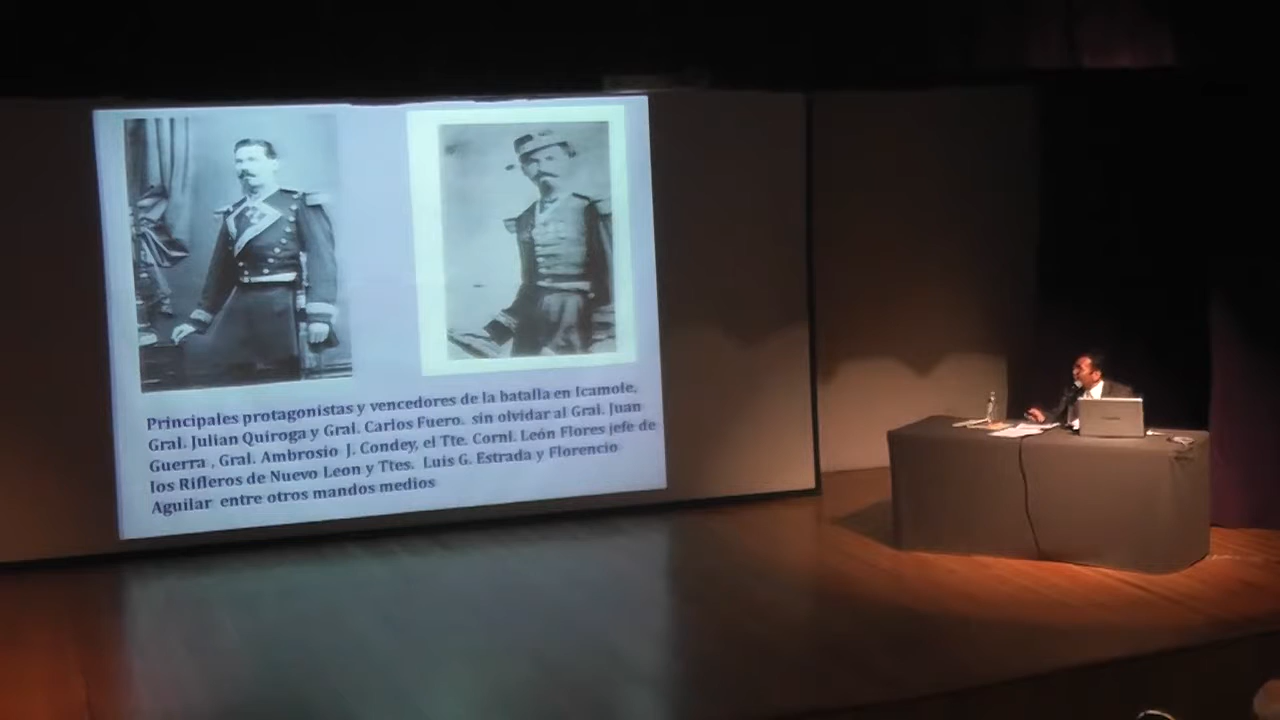 Principales protagonistas y vencedores de la batalla en Icamole,
Gral. Julian Quiroga y Gral. Carlos Fuero. sin olvidar al Gral. Juan
Guerra , Gral. Ambrosio J. Condey, el Tte. Cornl. León Flores jefe de
los Rifleros de Nuevo Leon y Ttes. Luis G. Estrada y Florencio
Aguilar entre otros mandos medios